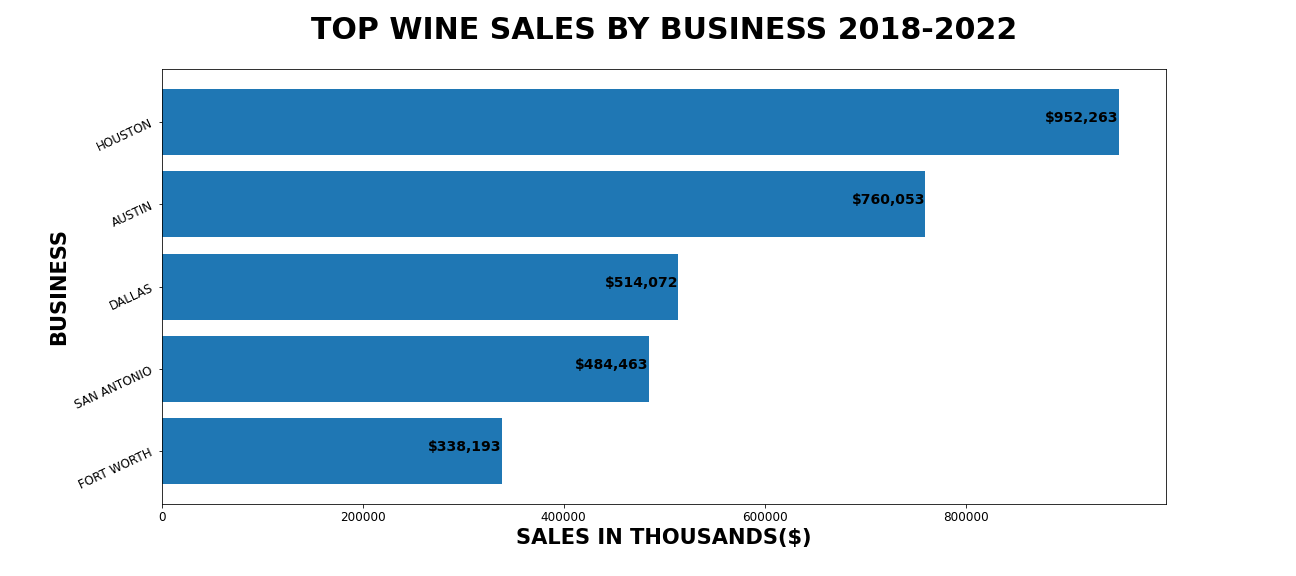 TOP WINE SALES BY BUSINESS 2018-2022
BUSINESS
HOUSTON
$952,263
AUSTIN
$760,053
DALLAS
$514,072
SAN ANTONIO
$484,463
FORT WORTH
$338,193
0 200000 400000 600000 800000
SALES IN THOUSANDS($)